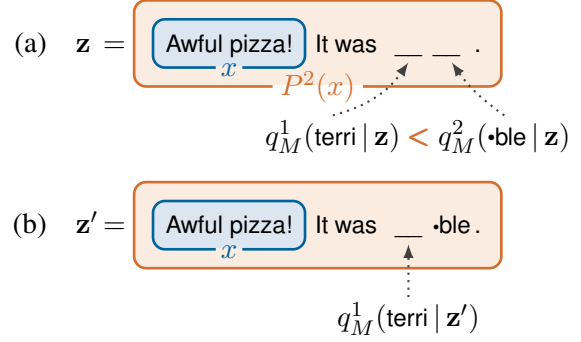 (a) z = Awful pizza! It was __ __ .
x
P²(x)
q¹_M(terri | z) < q²_M(•ble | z)
(b) z′ = Awful pizza! It was __ •ble.
x
q¹_M(terri | z′)